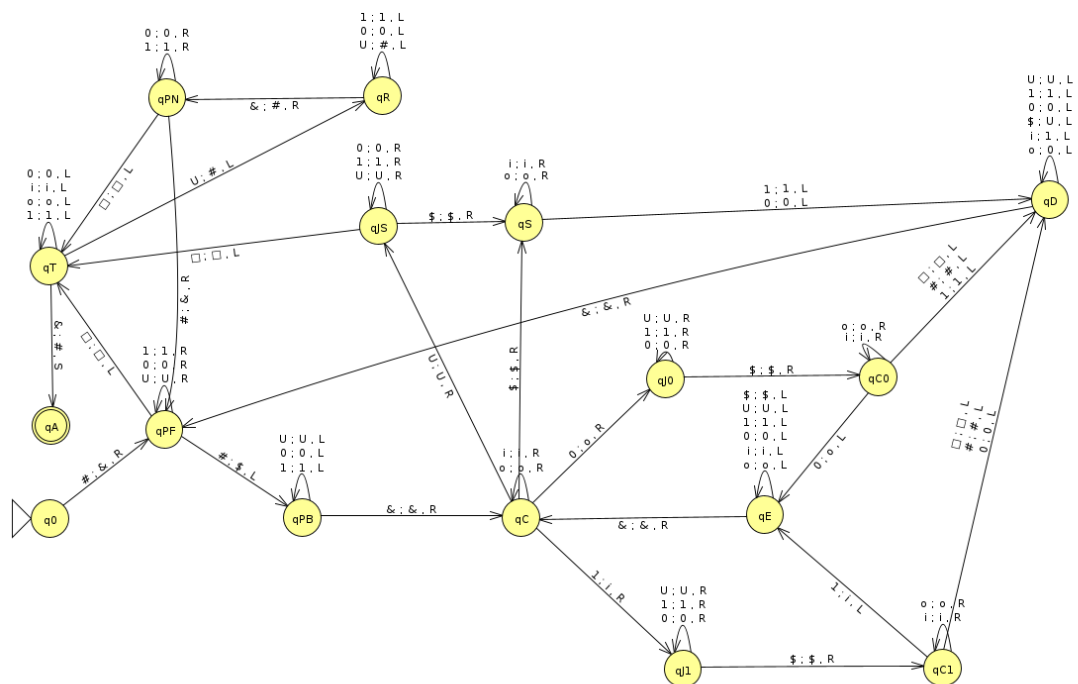 1 ; 1 , L
0 ; 0 , L
U ; # , L
0 ; 0 , R
1 ; 1 , R
qPN
qR
& ; # , R
U ; U , L
1 ; 1 , L
0 ; 0 , L
$ ; U , L
i ; 1 , L
o ; 0 , L
qD
0 ; 0 , R
1 ; 1 , R
U ; U , R
qJS
i ; i , R
o ; o , R
qS
$ ; $ , R
1 ; 1 , L
0 ; 0 , L
□ ; □ , L
U ; # , L
0 ; 0 , L
i ; i , L
o ; o , L
1 ; 1 , L
qT
□ ; □ , L
# ; & , R
& ; & , R
□ ; □ , L
# ; # , L
1 ; 1 , L
& ; # , S
□ ; □ , L
1 ; 1 , R
0 ; 0 , R
U ; U , R
qPF
qA
U ; U , R
$ ; $ , R
U ; U , R
1 ; 1 , R
0 ; 0 , R
qJ0
$ ; $ , R
o ; o , R
i ; i , R
qC0
# ; & , R
# ; $ , L
U ; U , L
0 ; 0 , L
1 ; 1 , L
qPB
i ; i , R
o ; o , R
qC
0 ; o , R
$ ; $ , L
U ; U , L
1 ; 1 , L
0 ; 0 , L
i ; i , L
o ; o , L
qE
0 ; o , L
□ ; □ , L
# ; # , L
0 ; 0 , L
q0
& ; & , R
& ; & , R
1 ; i , R
U ; U , R
1 ; 1 , R
0 ; 0 , R
qJ1
$ ; $ , R
1 ; i , L
o ; o , R
i ; i , R
qC1